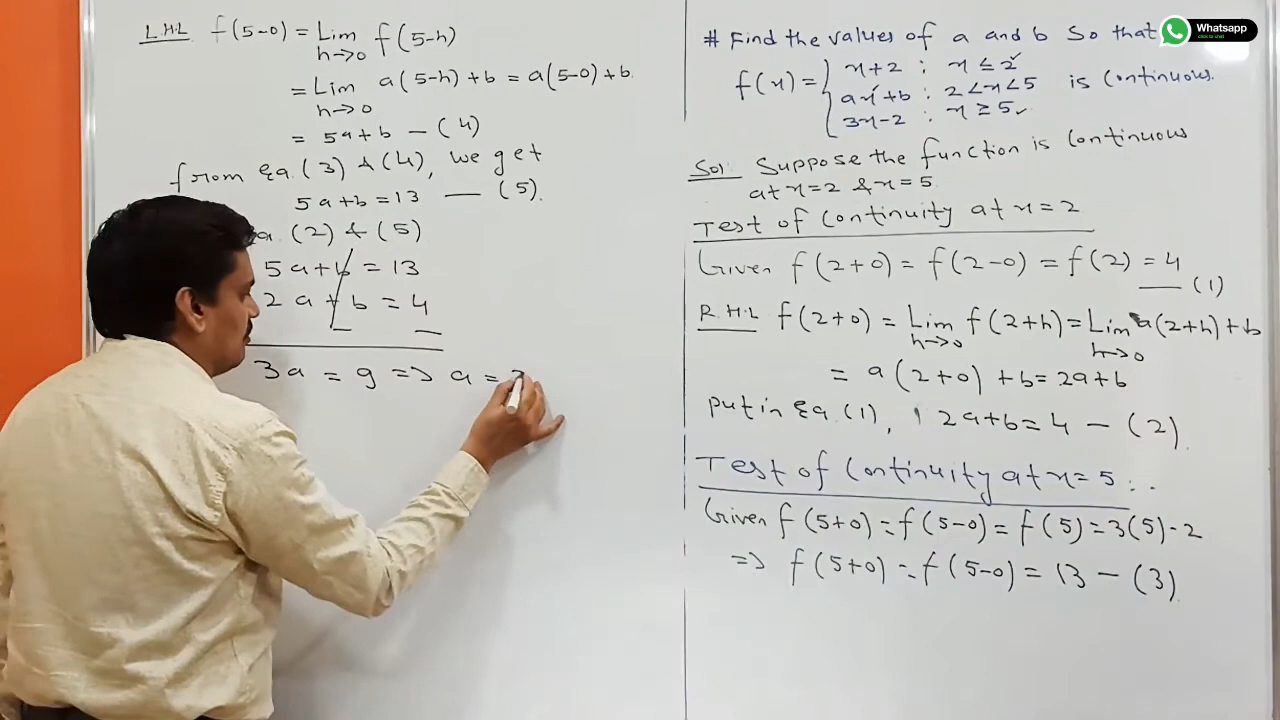 L.H.L f(5-0) = Lim f(5-h)
h→0
= Lim a(5-h)+b = a(5-0)+b.
h→0
= 5a+b — (4)
from Eq. (3) & (4), we get
5a+b = 13 — (5).
(2) & (5)
5a+b = 13
2a+b = 4
3a = 9 => a =
Whatsapp
click to chat
# Find the values of a and b so that
f(x) = { x+2 ; x ≤ 2
ax+b : 2<x<5 is continuous.
3x-2 : x ≥ 5
Sol: Suppose the function is continuous
at x=2 & x=5.
Test of continuity at x=2
Given f(2+0) = f(2-0) = f(2) = 4
— (1)
R.H.L f(2+0) = Lim f(2+h) = Lim a(2+h)+b
h→0 h→0
= a(2+0)+b = 2a+b
put in Eq (1), 2a+b=4 — (2)
Test of continuity at x=5 :.
Given f(5+0)=f(5-0)=f(5)=3(5)-2
=> f(5+0)=f(5-0)=13 — (3)